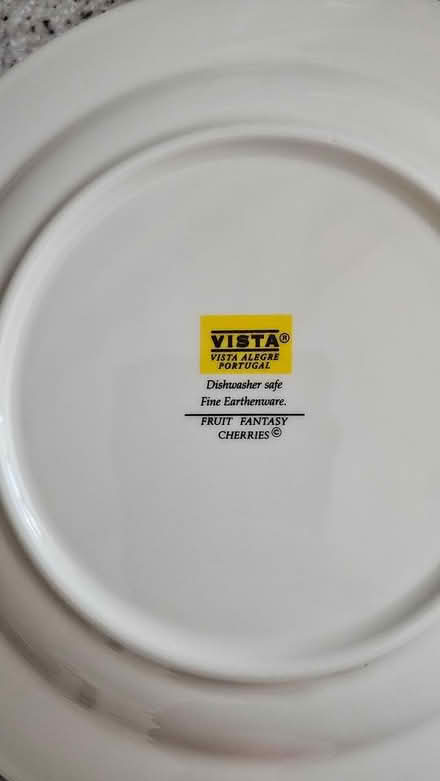 VISTA®
VISTA ALEGRE
PORTUGAL
Dishwasher safe
Fine Earthenware.
FRUIT FANTASY
CHERRIES©